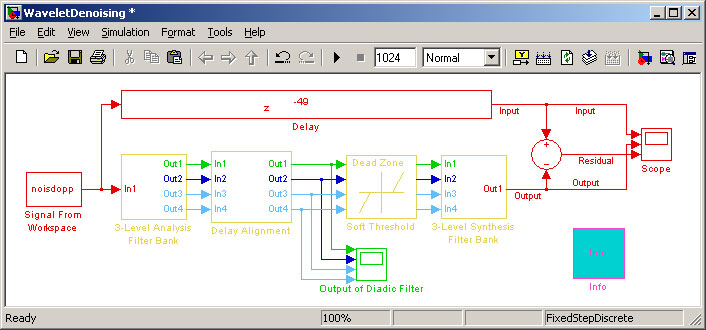 WaveletDenoising *
File Edit View Simulation Format Tools Help
1024 Normal
z -49
Delay
Input Input
noisdopp
Signal From
Workspace
In1 Out1 Out2 Out3 Out4
3-Level Analysis
Filter Bank
In1 In2 In3 In4 Out1 Out2 Out3 Out4
Delay Alignment
Dead Zone
Soft Threshold
In1 In2 In3 In4 Out1
3-Level Synthesis
Filter Bank
Output
+
−
Residual
Output
Scope
Output of Diadic Filter
Info
Ready 100% FixedStepDiscrete